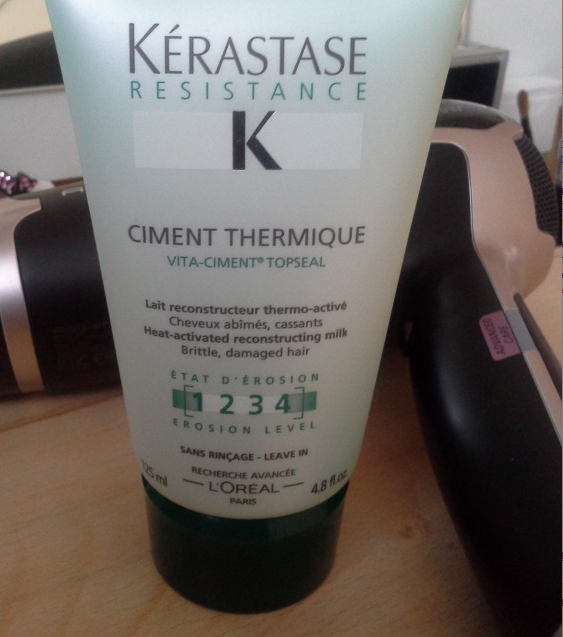 KÉRASTASE
RESISTANCE
K
CIMENT THERMIQUE
VITA-CIMENT® TOPSEAL
Lait reconstructeur thermo-activé
Cheveux abîmés, cassants
Heat-activated reconstructing milk
Brittle, damaged hair
ÉTAT D'ÉROSION
1 2 3 4
EROSION LEVEL
SANS RINÇAGE - LEAVE IN
RECHERCHE AVANCÉE
L'ORÉAL
PARIS
125 ml
4.8 fl.oz
ADVANCED
CARE